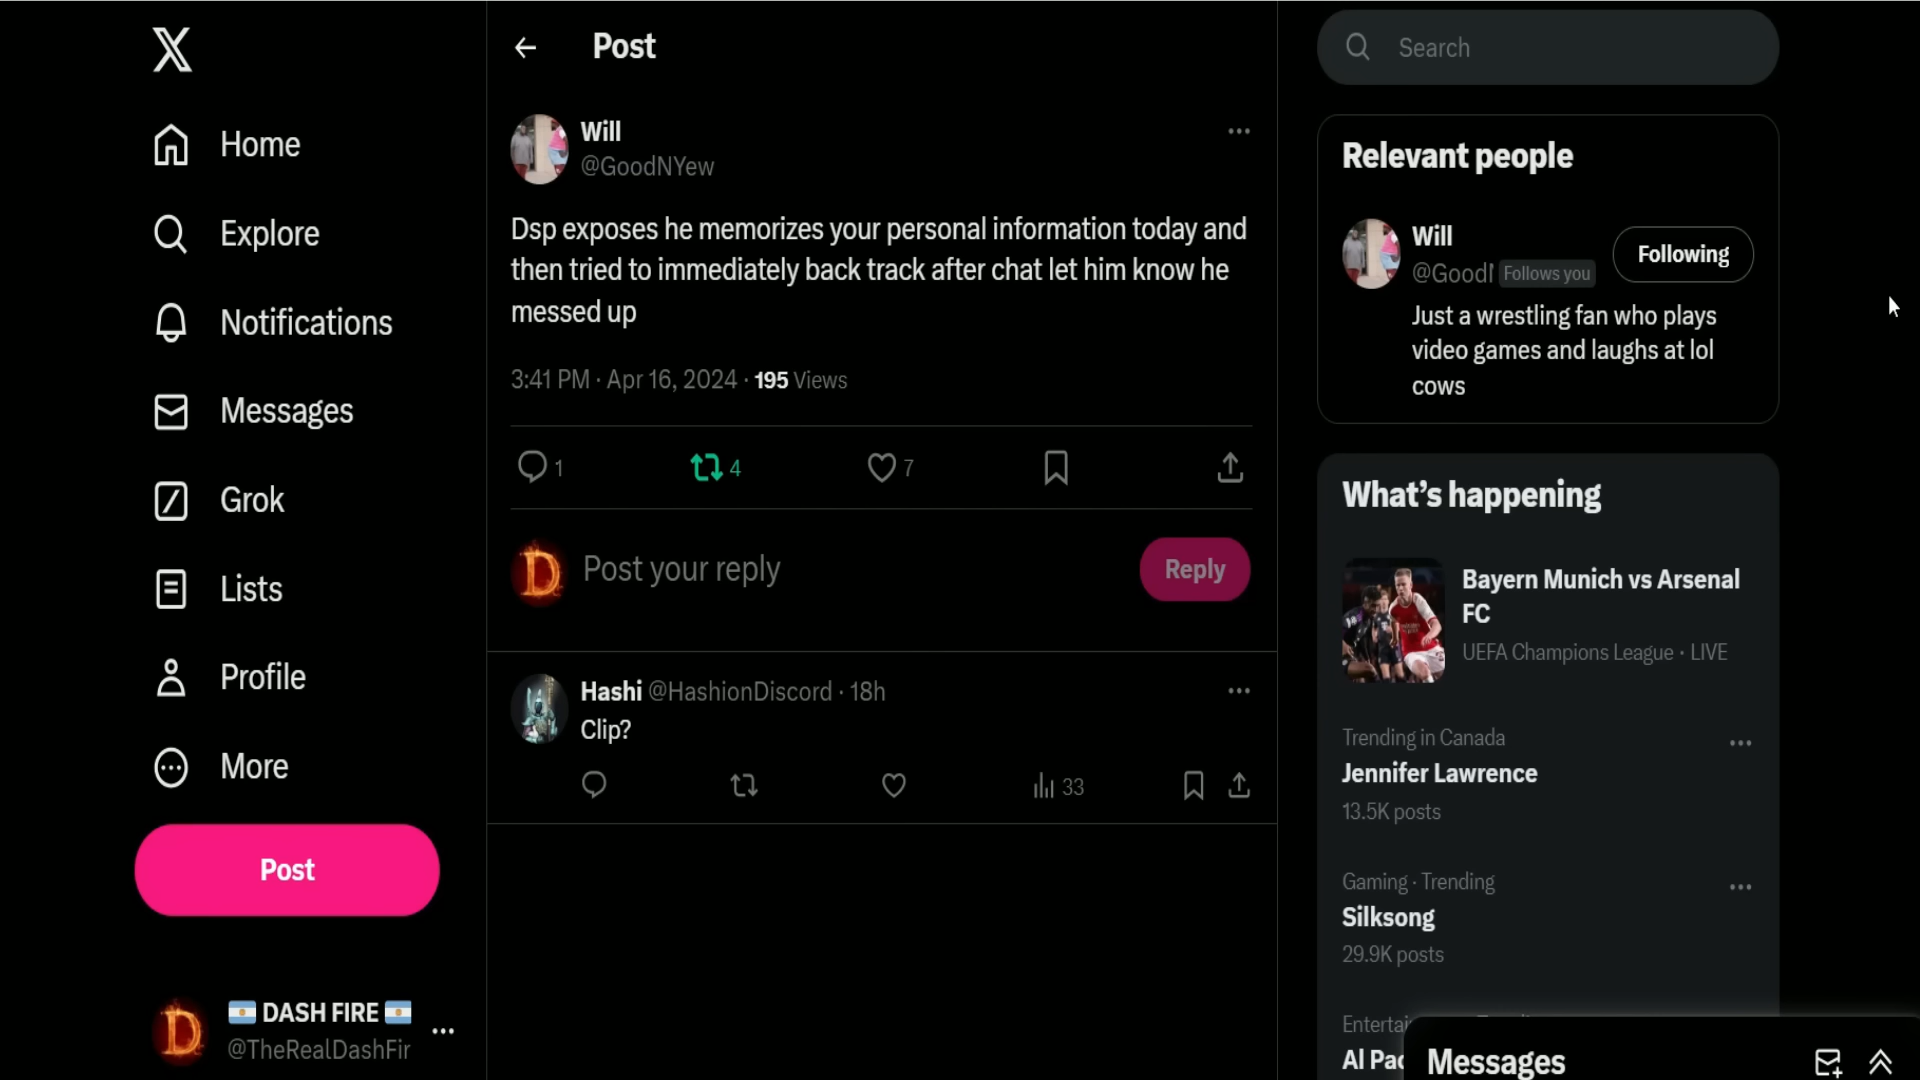 Home
Explore
Notifications
Messages
Grok
Lists
Profile
More
Post
DASH FIRE
@TheRealDashFir
Post
Will
@GoodNYew
Dsp exposes he memorizes your personal information today and
then tried to immediately back track after chat let him know he
messed up
3:41 PM · Apr 16, 2024 · 195 Views
1
4
7
Post your reply
Reply
Hashi @HashionDiscord · 18h
Clip?
33
Search
Relevant people
Will
@Good Follows you
Following
Just a wrestling fan who plays
video games and laughs at lol
cows
What's happening
Bayern Munich vs Arsenal
FC
UEFA Champions League · LIVE
Trending in Canada
Jennifer Lawrence
13.5K posts
Gaming · Trending
Silksong
29.9K posts
Entertai
Al Pac
Messages